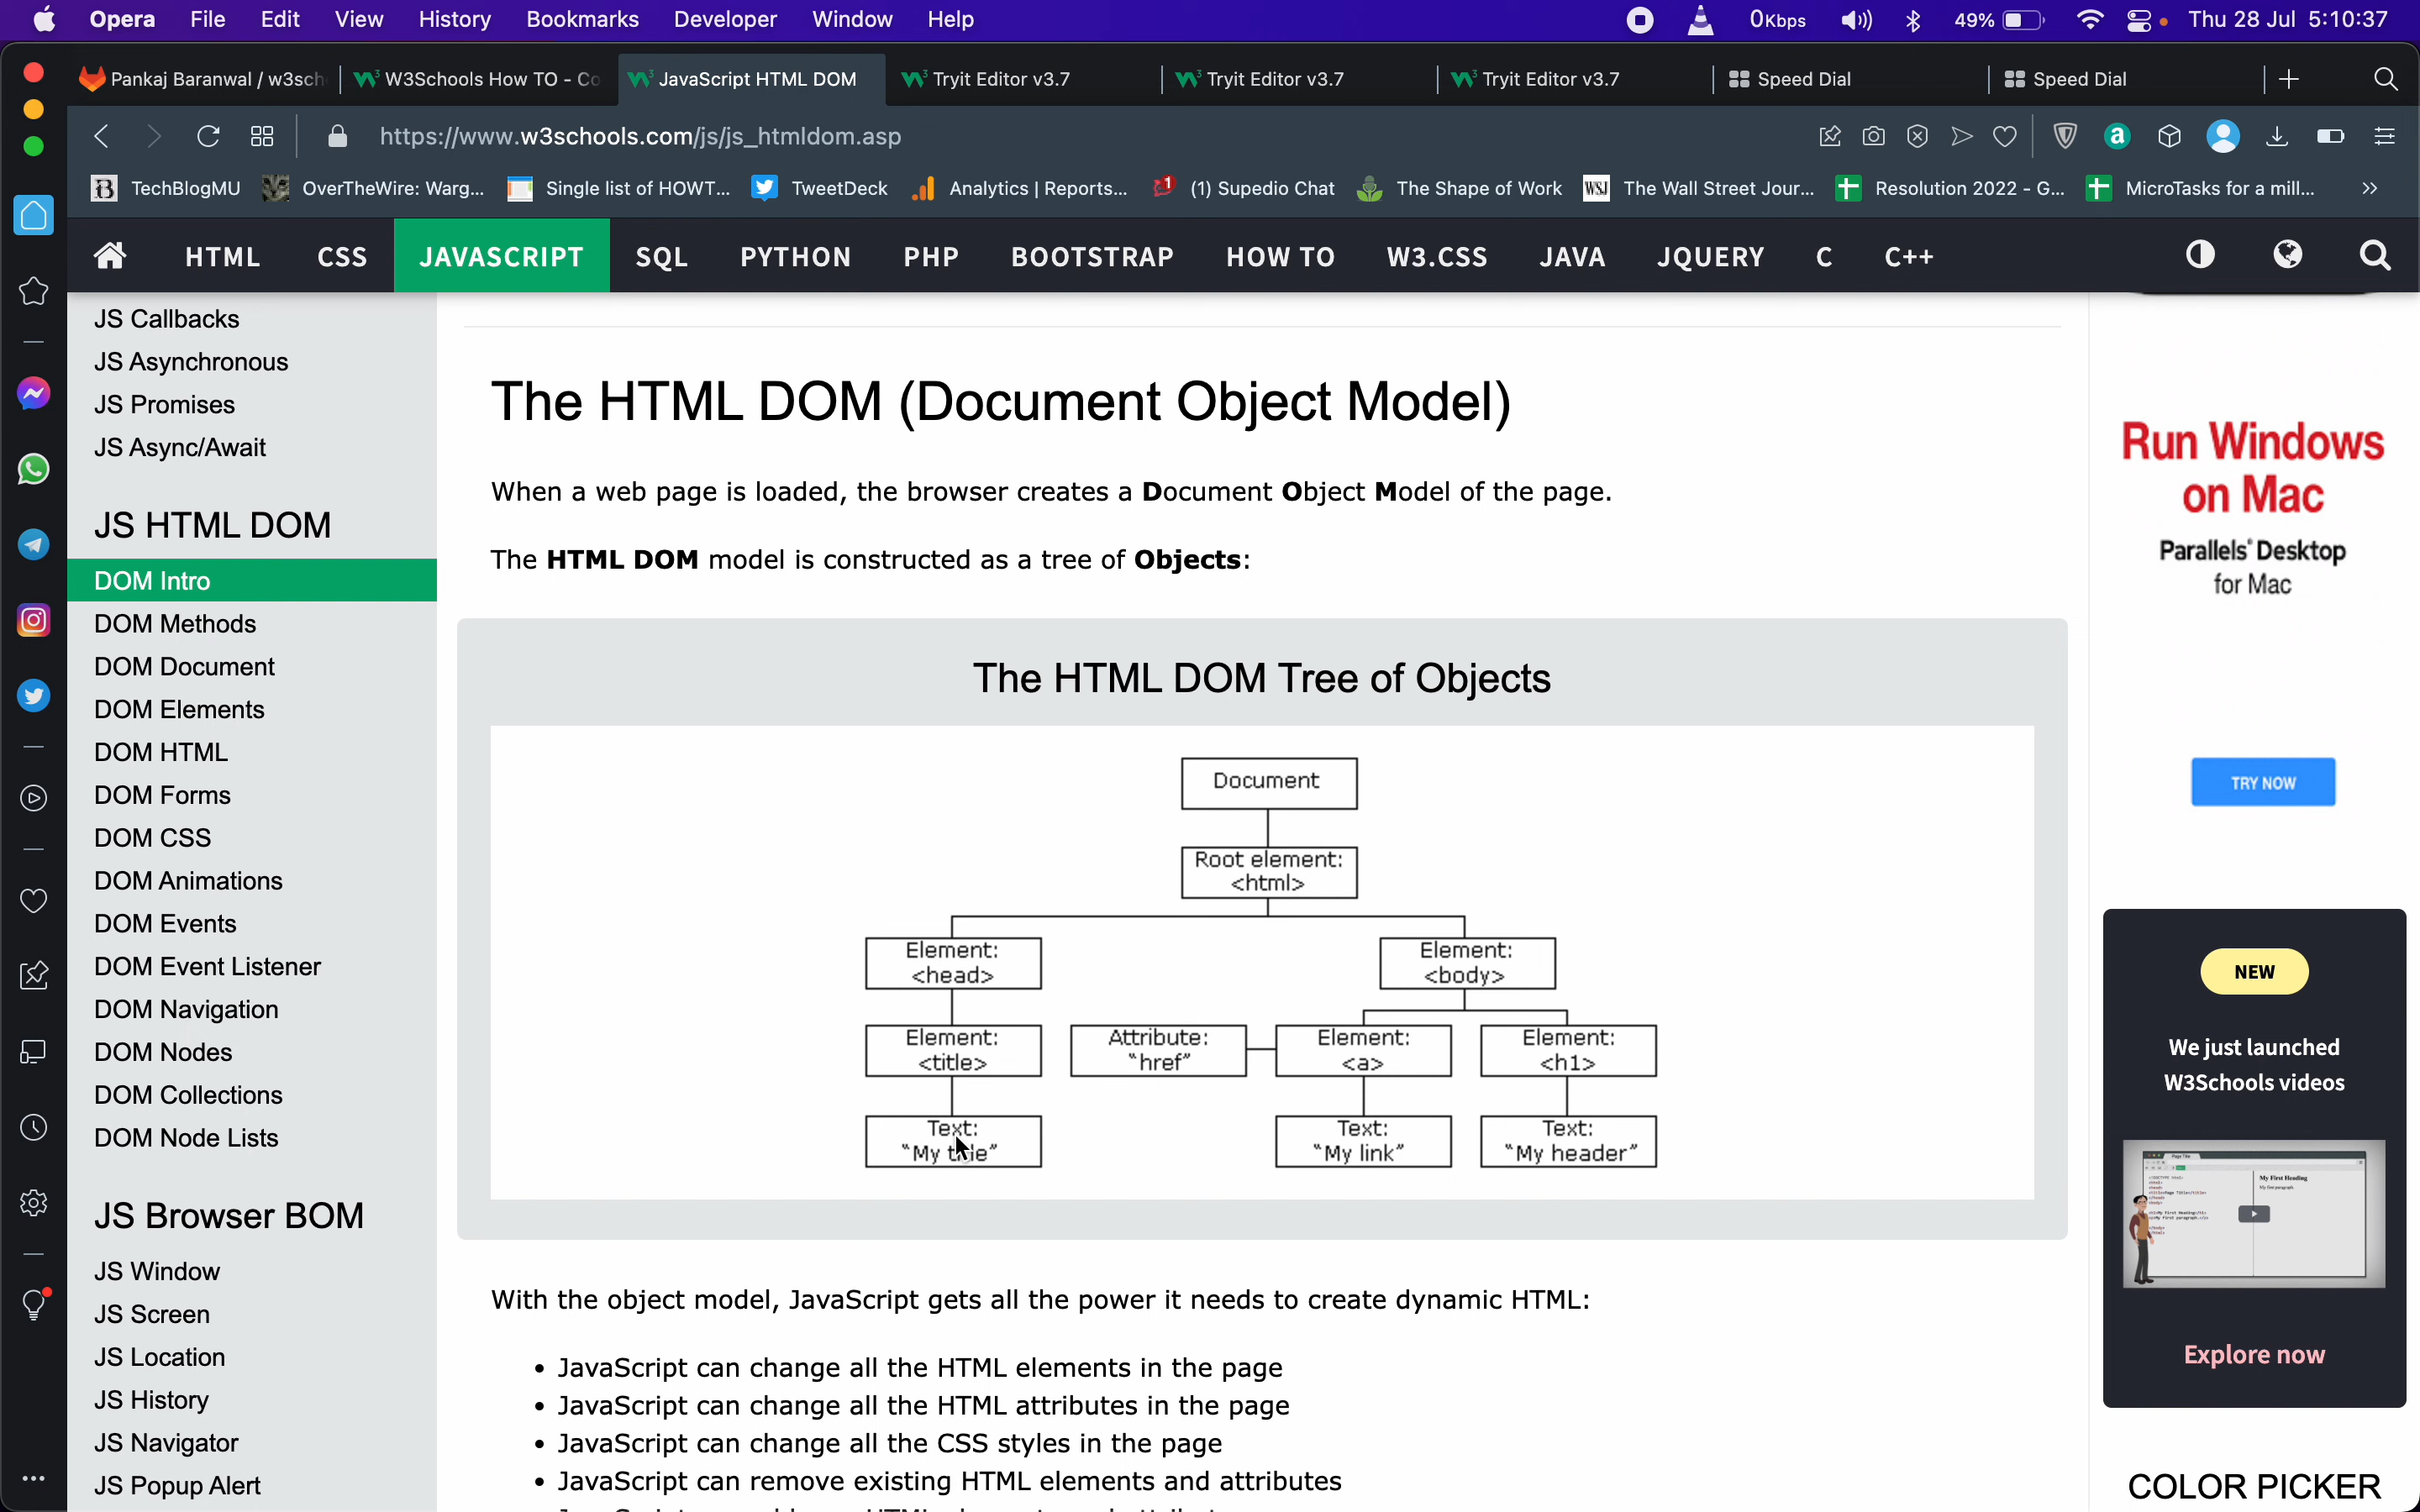 Opera File Edit View History Bookmarks Developer Window Help 0Kbps 49% Thu 28 Jul 5:10:37
Pankaj Baranwal / w3sch W3Schools How TO - Co JavaScript HTML DOM Tryit Editor v3.7 Tryit Editor v3.7 Tryit Editor v3.7 Speed Dial Speed Dial
https://www.w3schools.com/js/js_htmldom.asp
TechBlogMU OverTheWire: Warg... Single list of HOWT... TweetDeck Analytics | Reports... (1) Supedio Chat The Shape of Work WSJ The Wall Street Jour... Resolution 2022 - G... MicroTasks for a mill...
HTML CSS JAVASCRIPT SQL PYTHON PHP BOOTSTRAP HOW TO W3.CSS JAVA JQUERY C C++
JS Callbacks
JS Asynchronous
JS Promises
JS Async/Await
JS HTML DOM
DOM Intro
DOM Methods
DOM Document
DOM Elements
DOM HTML
DOM Forms
DOM CSS
DOM Animations
DOM Events
DOM Event Listener
DOM Navigation
DOM Nodes
DOM Collections
DOM Node Lists
JS Browser BOM
JS Window
JS Screen
JS Location
JS History
JS Navigator
JS Popup Alert
The HTML DOM (Document Object Model)
When a web page is loaded, the browser creates a Document Object Model of the page.
The HTML DOM model is constructed as a tree of Objects:
The HTML DOM Tree of Objects
Document
Root element:
<html>
Element:
<head>
Element:
<body>
Element:
<title>
Attribute:
"href"
Element:
<a>
Element:
<h1>
Text:
"My title"
Text:
"My link"
Text:
"My header"
With the object model, JavaScript gets all the power it needs to create dynamic HTML:
• JavaScript can change all the HTML elements in the page
• JavaScript can change all the HTML attributes in the page
• JavaScript can change all the CSS styles in the page
• JavaScript can remove existing HTML elements and attributes
Run Windows
on Mac
Parallels® Desktop
for Mac
TRY NOW
NEW
We just launched
W3Schools videos
My First Heading
Explore now
COLOR PICKER